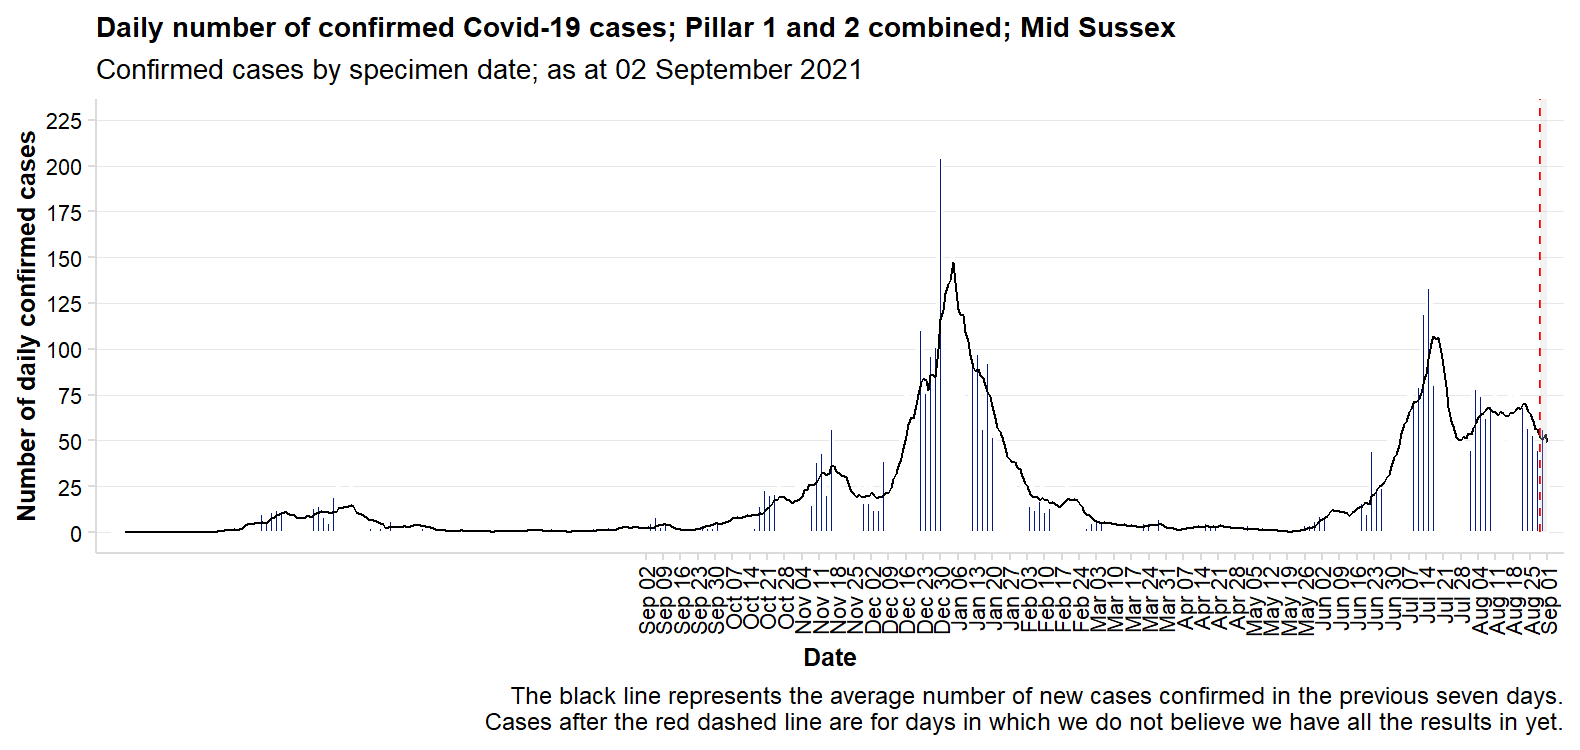 Daily number of confirmed Covid-19 cases; Pillar 1 and 2 combined; Mid Sussex
Confirmed cases by specimen date; as at 02 September 2021
Number of daily confirmed cases
225
200
175
150
125
100
75
50
25
0
Sep 02
Sep 09
Sep 16
Sep 23
Sep 30
Oct 07
Oct 14
Oct 21
Oct 28
Nov 04
Nov 11
Nov 18
Nov 25
Dec 02
Dec 09
Dec 16
Dec 23
Dec 30
Jan 06
Jan 13
Jan 20
Jan 27
Feb 03
Feb 10
Feb 17
Feb 24
Mar 03
Mar 10
Mar 17
Mar 24
Mar 31
Apr 07
Apr 14
Apr 21
Apr 28
May 05
May 12
May 19
May 26
Jun 02
Jun 09
Jun 16
Jun 23
Jun 30
Jul 07
Jul 14
Jul 21
Jul 28
Aug 04
Aug 11
Aug 18
Aug 25
Sep 01
Date
The black line represents the average number of new cases confirmed in the previous seven days.
Cases after the red dashed line are for days in which we do not believe we have all the results in yet.